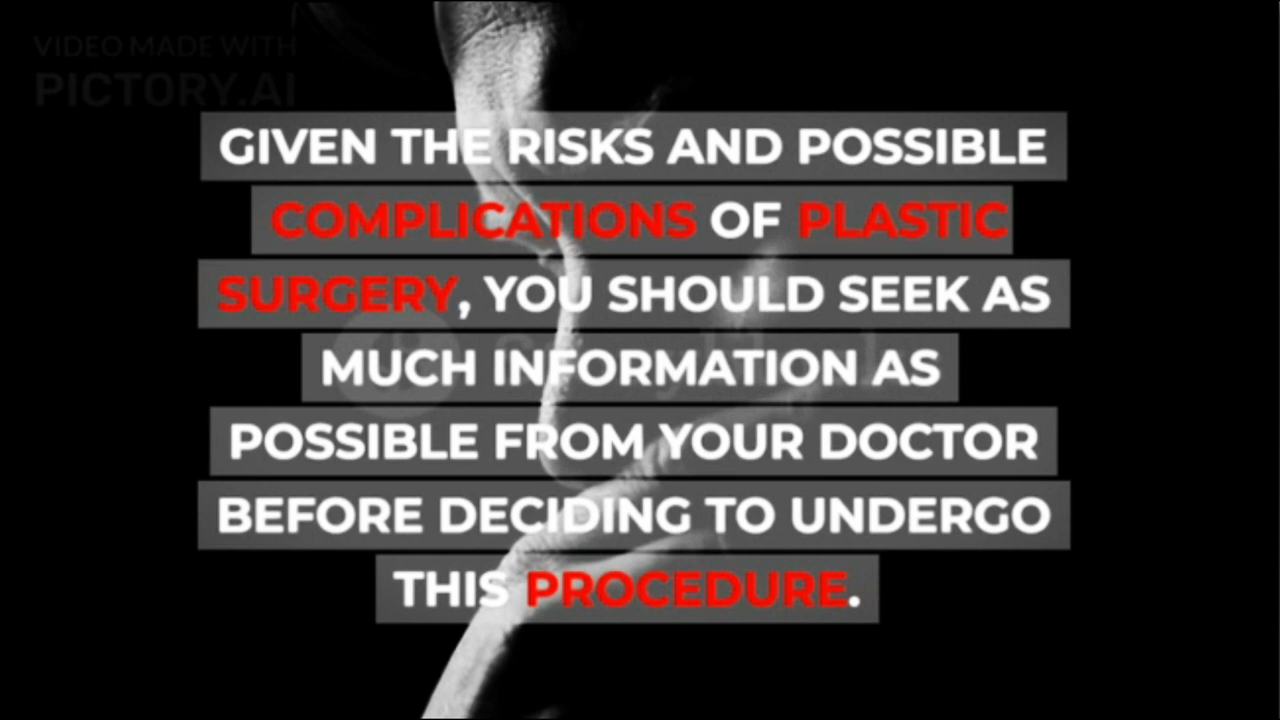 VIDEO MADE WITH
PICTORY.AI
GIVEN THE RISKS AND POSSIBLE
COMPLICATIONS OF PLASTIC
SURGERY, YOU SHOULD SEEK AS
MUCH INFORMATION AS
POSSIBLE FROM YOUR DOCTOR
BEFORE DECIDING TO UNDERGO
THIS PROCEDURE.